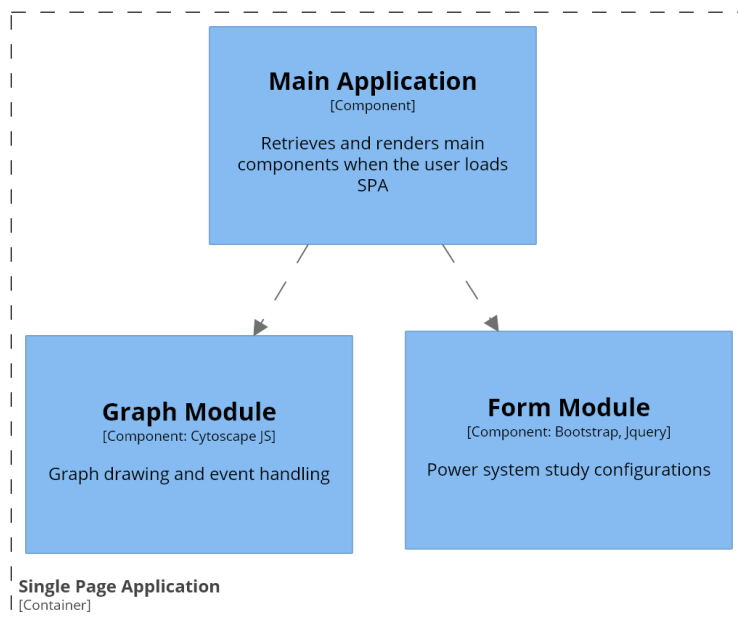 Main Application
[Component]
Retrieves and renders main
components when the user loads
SPA
Graph Module
[Component: Cytoscape JS]
Graph drawing and event handling
Form Module
[Component: Bootstrap, Jquery]
Power system study configurations
Single Page Application
[Container]